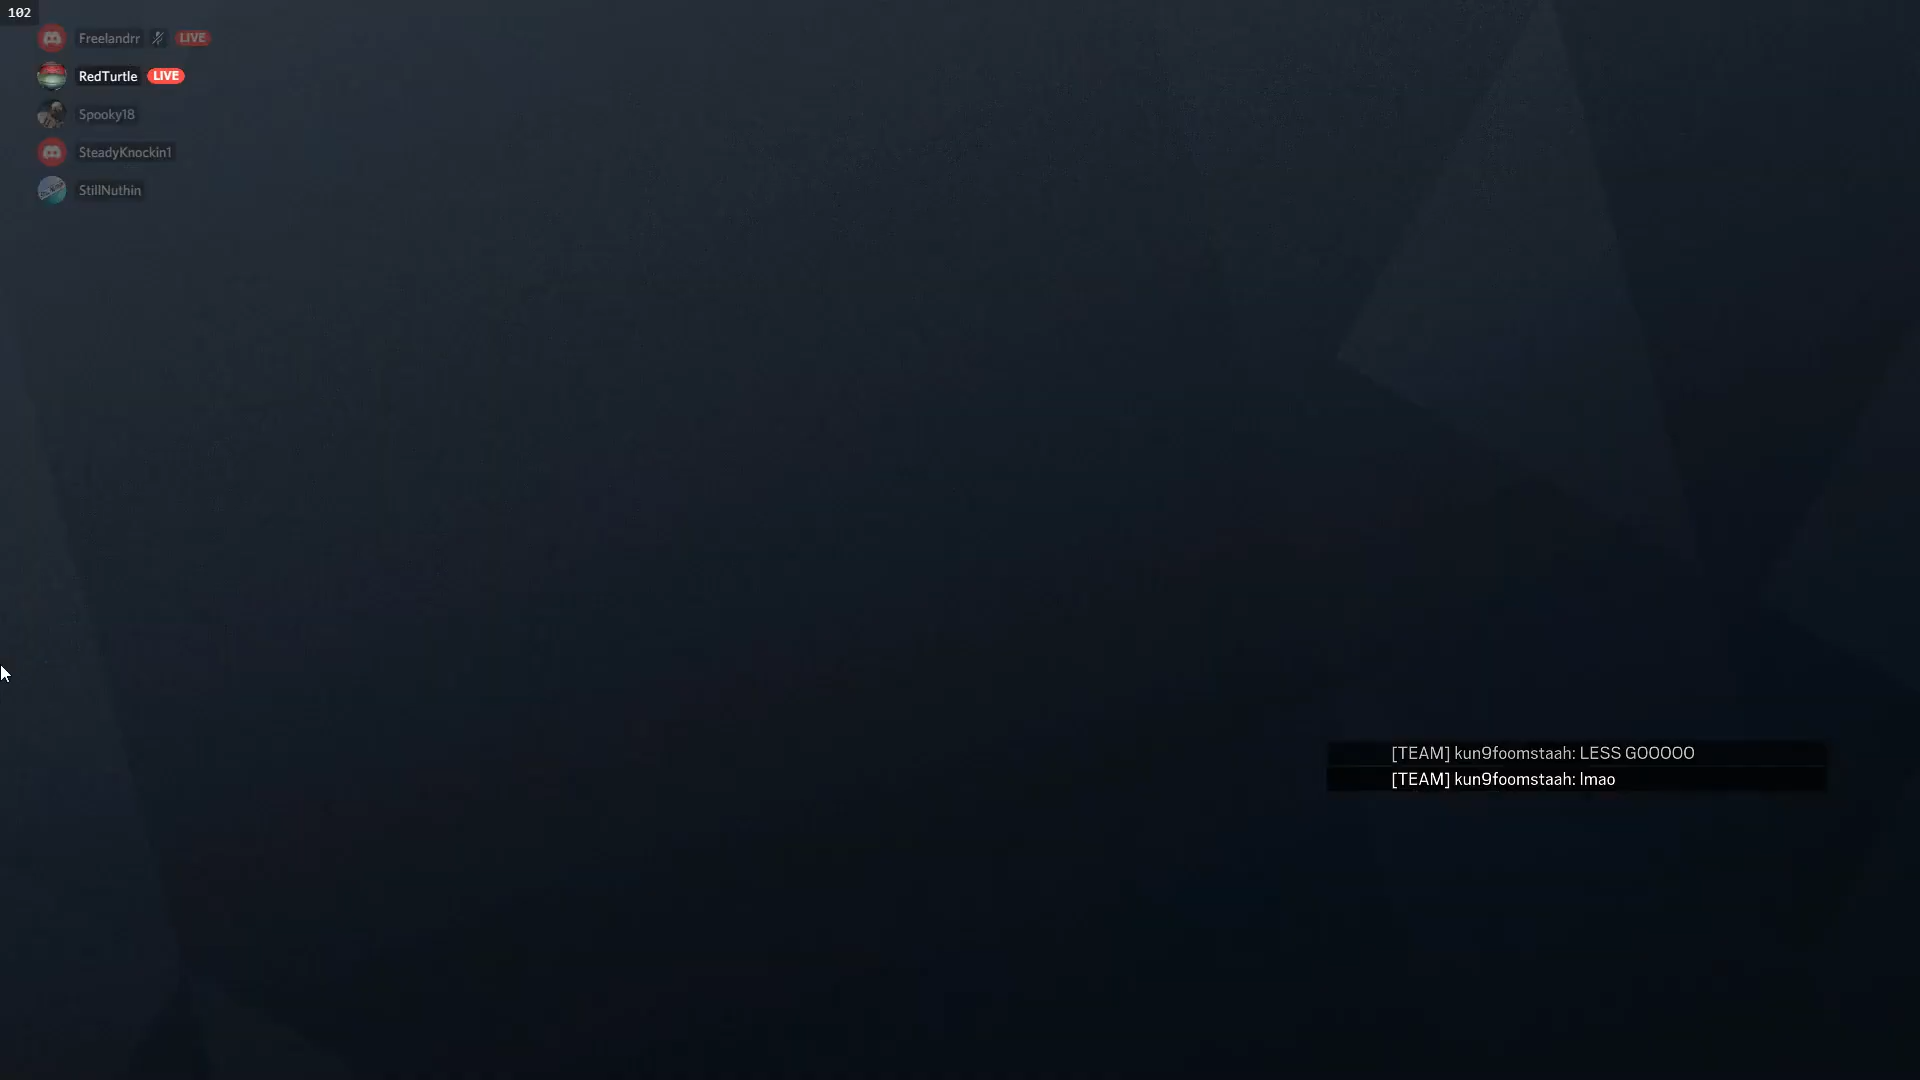 102
Freelandrr LIVE
RedTurtle LIVE
Spooky18
SteadyKnockin1
StillNuthin
[TEAM] kun9foomstaah: LESS GOOOOO
[TEAM] kun9foomstaah: lmao